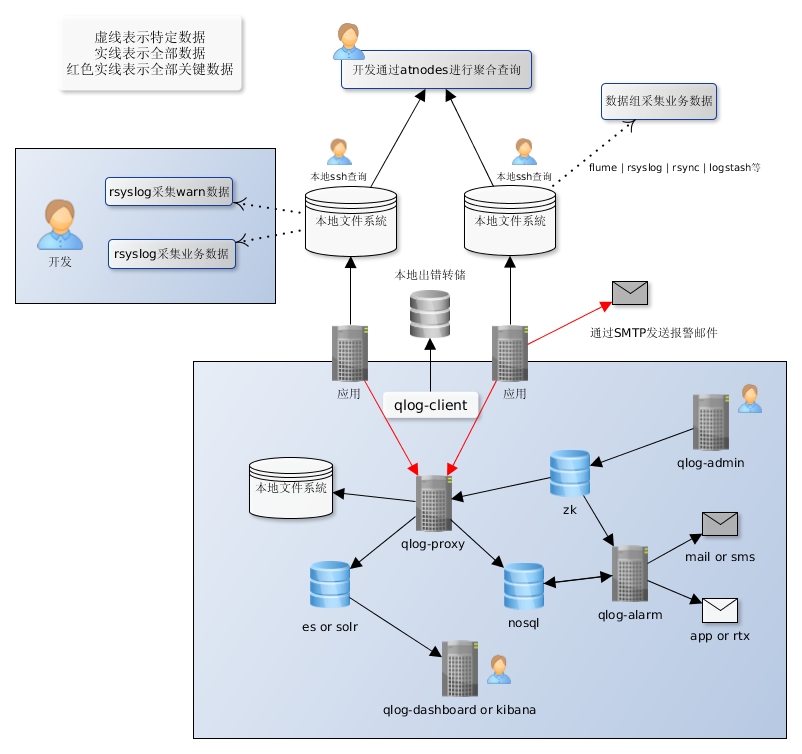 虚线表示特定数据
实线表示全部数据
红色实线表示全部关键数据
开发通过atnodes进行聚合查询
数据组采集业务数据
flume | rsyslog | rsync | logstash等
本地ssh查询
本地ssh查询
rsyslog采集warn数据
rsyslog采集业务数据
开发
本地文件系統
本地文件系統
本地出错转储
通过SMTP发送报警邮件
应用
qlog-client
应用
qlog-admin
本地文件系統
zk
qlog-proxy
mail or sms
es or solr
nosql
qlog-alarm
app or rtx
qlog-dashboard or kibana